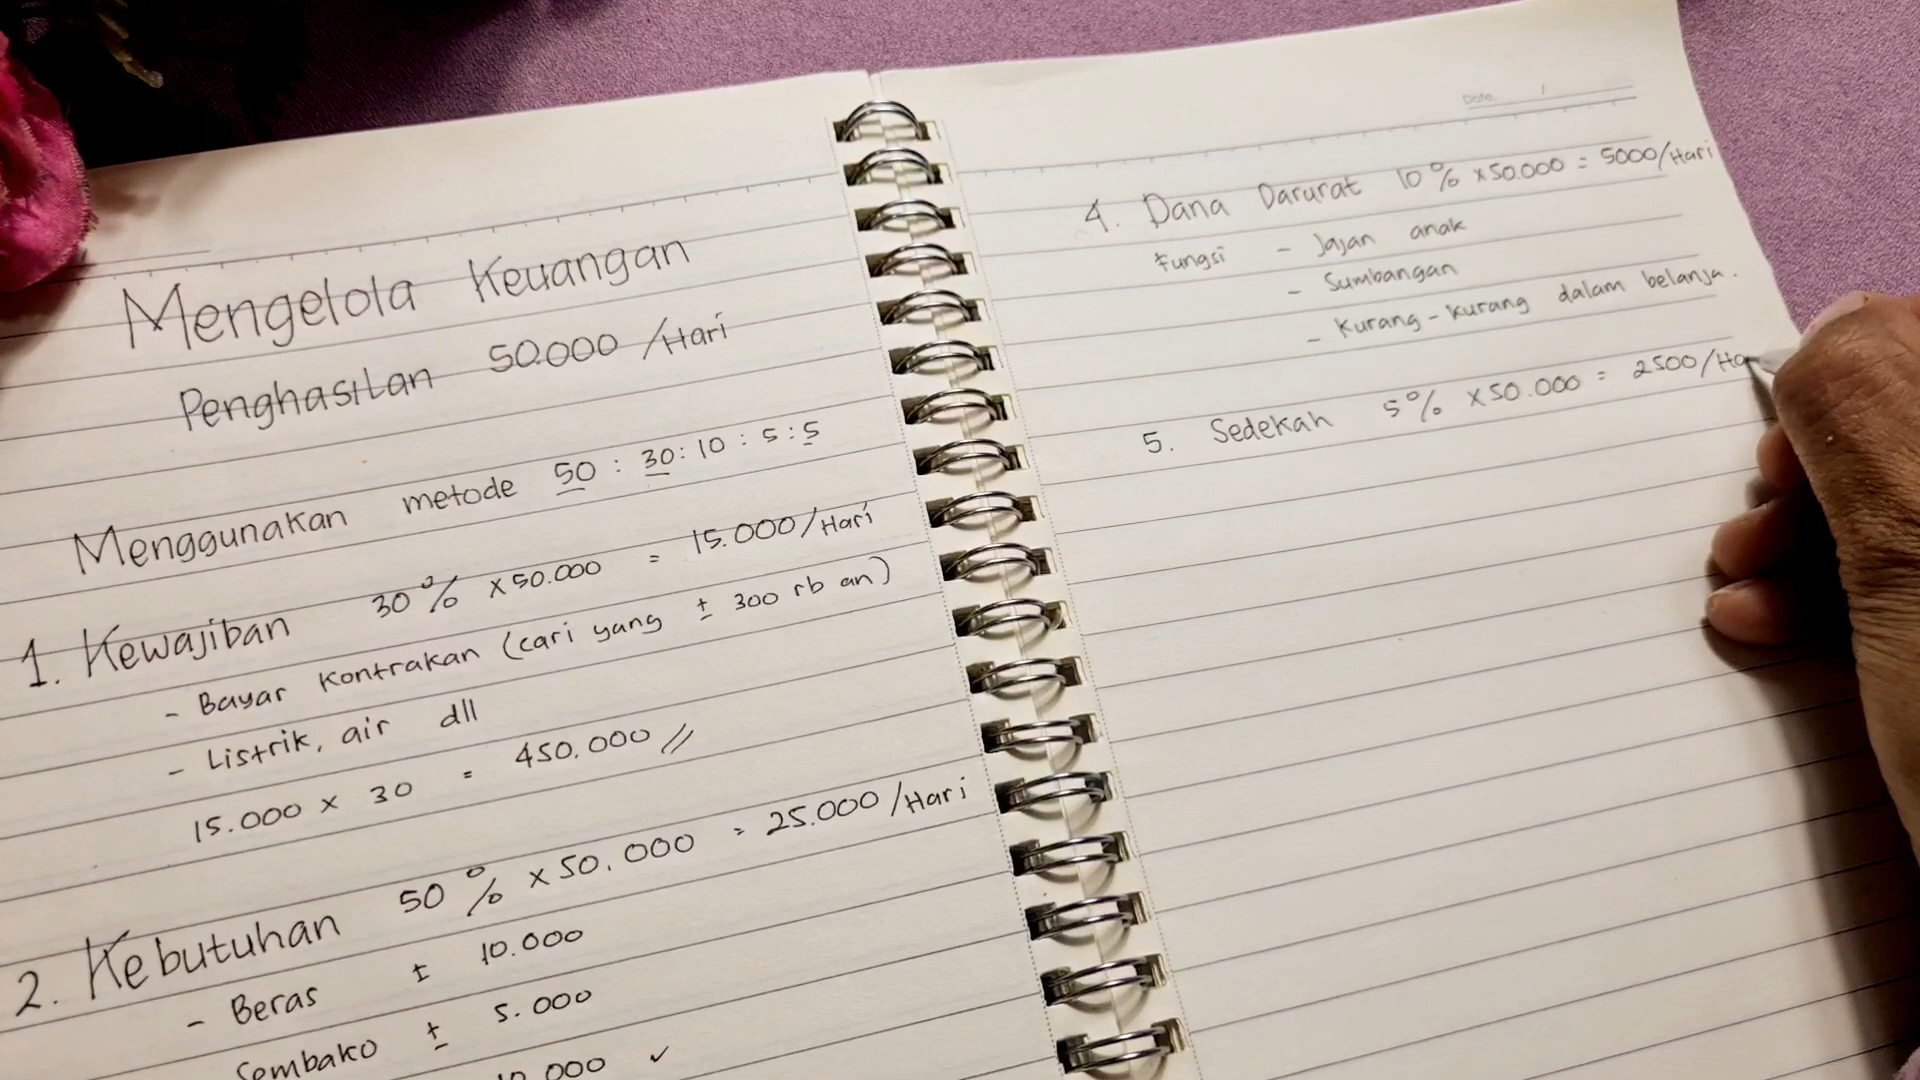 Mengelola Keuangan
Penghasilan 50.000 /Hari
Menggunakan metode 50 : 30 : 10 : 5 : 5
1. Kewajiban 30% x 50.000 = 15.000/Hari
- Bayar Kontrakan (cari yang ± 300 rb an)
- Listrik, air dll
15.000 x 30 = 450.000 //
2. Kebutuhan 50% x 50.000 = 25.000/Hari
- Beras ± 10.000
Sembako ± 5.000
10.000 ✓
Date. /
4. Dana Darurat 10% x 50.000 = 5000/Hari
Fungsi - Jajan anak
- Sumbangan
- Kurang-kurang dalam belanja.
5. Sedekah 5% x 50.000 = 2500/Ha